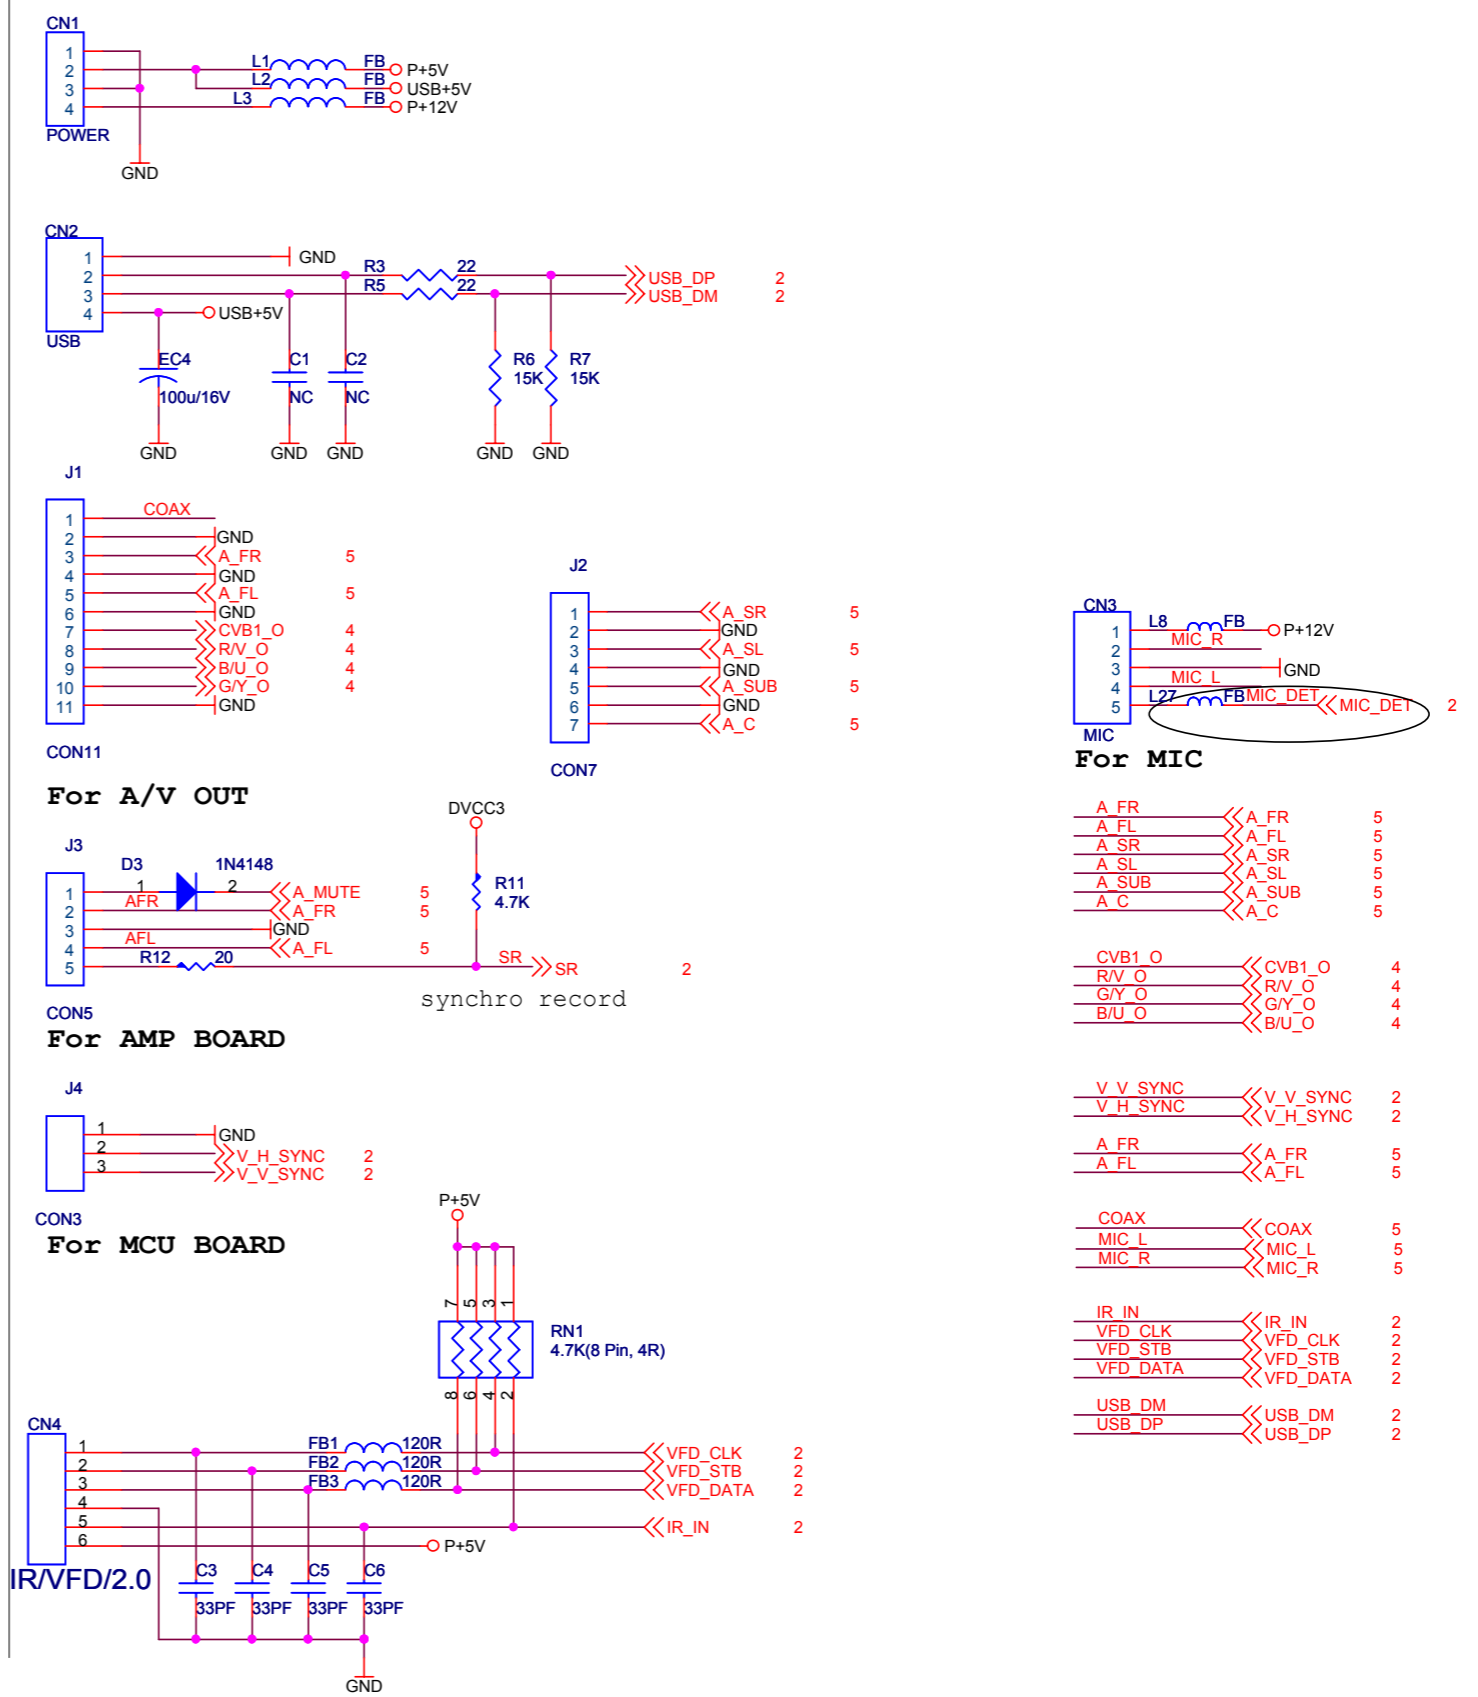 CN1
1
2
3
4
POWER
L1 FB P+5V
L2 FB USB+5V
L3 FB P+12V
GND
CN2
1 GND
2 R3 22 USB_DP 2
3 R5 22 USB_DM 2
4 USB+5V
USB
EC4 C1 C2 R6 R7
100u/16V NC NC 15K 15K
GND GND GND GND GND
J1
1 COAX
2 GND
3 A_FR 5
4 GND
5 A_FL 5
6 GND
7 CVB1_O 4
8 R/V_O 4
9 B/U_O 4
10 G/Y_O 4
11 GND
CON11
For A/V OUT
J2
1 A_SR 5
2 GND
3 A_SL 5
4 GND
5 A_SUB 5
6 GND
7 A_C 5
CON7
CN3
1 L8 FB P+12V
2 MIC_R
3 GND
4 MIC_L
5 L27 FB MIC_DET MIC_DET 2
MIC
For MIC
J3
D3 1N4148
1 1 2 A_MUTE 5
2 AFR A_FR 5
3 GND
4 AFL A_FL 5
5 R12 20 SR SR 2
DVCC3
R11
4.7K
synchro record
CON5
For AMP BOARD
J4
1 GND
2 V_H_SYNC 2
3 V_V_SYNC 2
CON3
For MCU BOARD
P+5V
7 5 3 1
RN1
4.7K(8 Pin, 4R)
8 6 4 2
CN4
1 FB1 120R VFD_CLK 2
2 FB2 120R VFD_STB 2
3 FB3 120R VFD_DATA 2
4
5 IR_IN 2
6 P+5V
IR/VFD/2.0
C3 C4 C5 C6
33PF 33PF 33PF 33PF
GND
A_FR A_FR 5
A_FL A_FL 5
A_SR A_SR 5
A_SL A_SL 5
A_SUB A_SUB 5
A_C A_C 5
CVB1_O CVB1_O 4
R/V_O R/V_O 4
G/Y_O G/Y_O 4
B/U_O B/U_O 4
V_V_SYNC V_V_SYNC 2
V_H_SYNC V_H_SYNC 2
A_FR A_FR 5
A_FL A_FL 5
COAX COAX 5
MIC_L MIC_L 5
MIC_R MIC_R 5
IR_IN IR_IN 2
VFD_CLK VFD_CLK 2
VFD_STB VFD_STB 2
VFD_DATA VFD_DATA 2
USB_DM USB_DM 2
USB_DP USB_DP 2